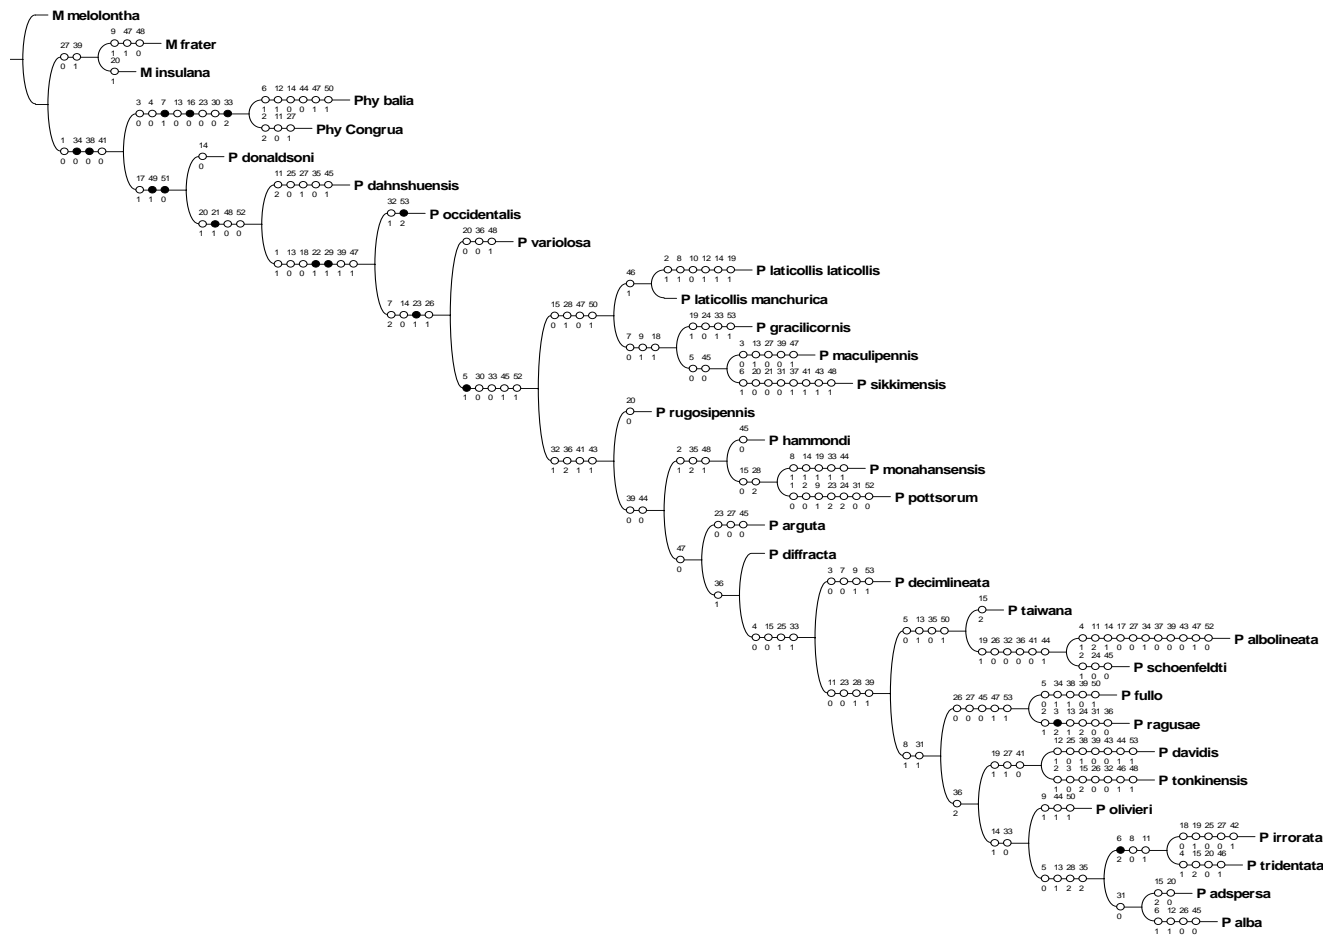 M melolontha
9 47 48
M frater
1 1 0
27 39
0 1
20
M insulana
1
6 12 14 44 47 50
Phy balia
1 1 0 0 1 1
3 4 7 13 16 23 30 33
0 0 1 0 0 0 0 2
2 11 27
Phy Congrua
2 0 1
1 34 38 41
0 0 0 0
14
P donaldsoni
0
17 49 51
1 1 0
11 25 27 35 45
P dahnshuensis
2 0 1 0 1
20 21 48 52
1 1 0 0
32 53
P occidentalis
1 2
1 13 18 22 29 39 47
1 0 0 1 1 1 1
20 36 48
P variolosa
0 0 1
7 14 23 26
2 0 1 1
2 8 10 12 14 19
P laticollis laticollis
1 1 0 1 1 1
46
1
P laticollis manchurica
15 28 47 50
0 1 0 1
19 24 33 53
P gracilicornis
1 0 1 1
7 9 18
0 1 1
3 13 27 39 47
P maculipennis
0 1 0 0 1
5 45
0 0
6 20 21 31 37 41 43 48
P sikkimensis
1 0 0 0 1 1 1 1
5 30 33 45 52
1 0 0 1 1
20
P rugosipennis
0
32 36 41 43
1 2 1 1
45
P hammondi
0
2 35 48
1 2 1
8 14 19 33 44
P monahansensis
1 1 1 1 1
15 28
0 2
1 2 9 23 24 31 52
P pottsorum
0 0 1 2 2 0 0
39 44
0 0
23 27 45
P arguta
0 0 0
47
0
P diffracta
36
1
3 7 9 53
P decimlineata
0 0 1 1
4 15 25 33
0 0 1 1
15
P taiwana
2
5 13 35 50
0 1 0 1
4 11 14 17 27 34 37 39 43 47 52
P albolineata
1 2 1 0 0 1 0 0 0 1 0
19 26 32 36 41 44
1 0 0 0 0 1
2 24 45
P schoenfeldti
1 0 0
11 23 28 39
0 0 1 1
5 34 38 39 50
P fullo
0 1 1 0 1
26 27 45 47 53
0 0 0 1 1
2 3 13 24 31 36
P ragusae
1 2 1 2 0 0
8 31
1 1
12 25 38 39 43 44 53
P davidis
1 0 1 0 0 1 1
19 27 41
1 1 0
2 3 15 26 32 46 48
P tonkinensis
1 0 2 0 0 1 1
36
2
9 44 50
P olivieri
1 1 1
14 33
1 0
18 19 25 27 42
P irrorata
0 1 0 0 1
6 8 11
2 0 1
4 15 20 46
P tridentata
1 2 0 1
5 13 28 35
0 1 2 2
15 20
P adspersa
2 0
31
0
6 12 26 45
P alba
1 1 0 0